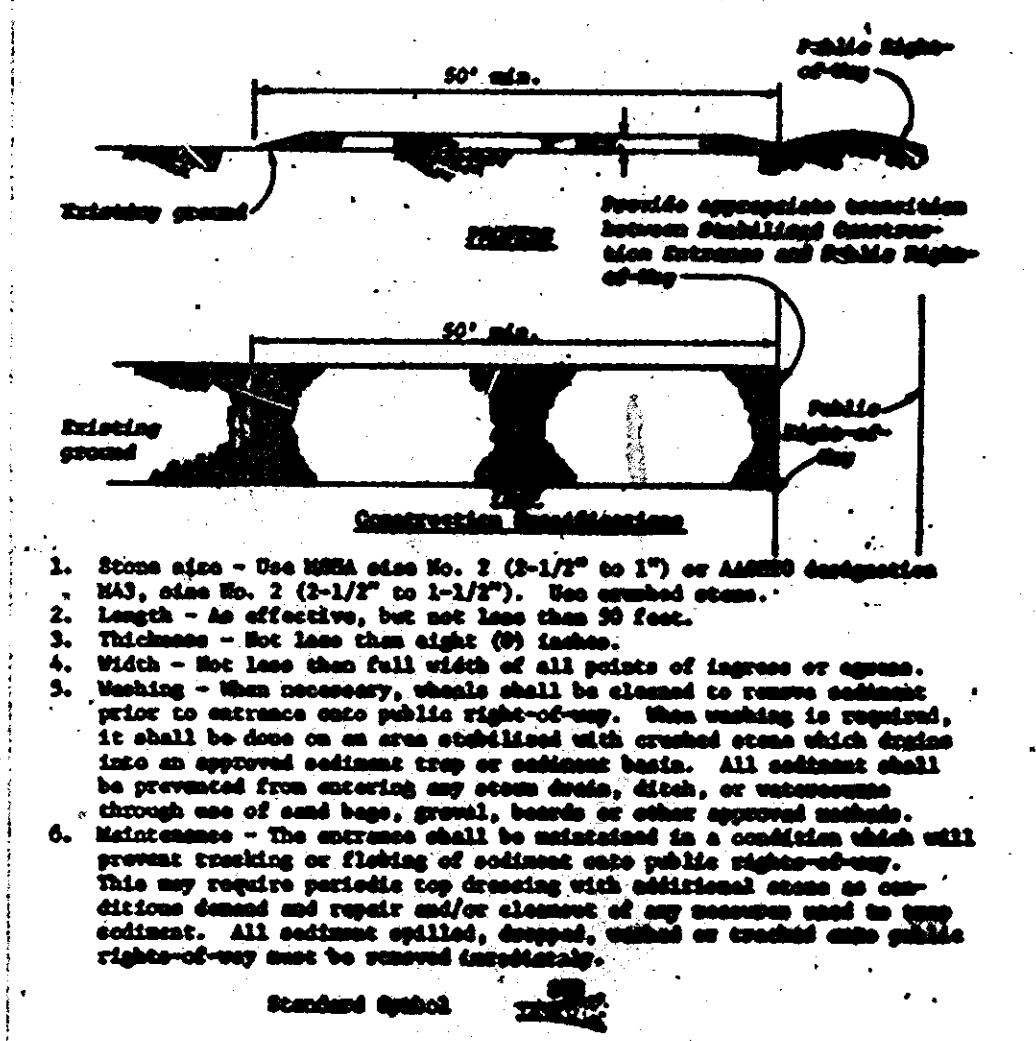 Public Right-
of-Way
50' min.
Existing ground
PROFILE
Provide appropriate transition
between Stabilized Construc-
tion Entrance and Public Right-
of-Way
50' min.
Existing
ground
Public
Right-of-
Way
Construction Specifications
1. Stone size - Use size No. 2 (2-1/2" to 1") or designation
M43, size No. 2 (2-1/2" to 1-1/2"). Use crushed stone.
2. Length - As effective, but not less than 50 feet.
3. Thickness - Not less than eight (8) inches.
4. Width - Not less than full width of all points of ingress or egress.
5. Washing - When necessary, wheels shall be cleaned to remove sediment
prior to entrance onto public right-of-way. When washing is required,
it shall be done on an area stabilized with crushed stone which drains
into an approved sediment trap or sediment basin. All sediment shall
be prevented from entering any storm drain, ditch, or watercourse
through use of sand bags, gravel, boards or other approved methods.
6. Maintenance - The entrance shall be maintained in a condition which will
prevent tracking or flowing of sediment onto public rights-of-way.
This may require periodic top dressing with additional stone as con-
ditions demand and repair and/or cleanout of any measures used to trap
sediment. All sediment spilled, dropped, washed or tracked onto public
rights-of-way must be removed immediately.
Standard Symbol